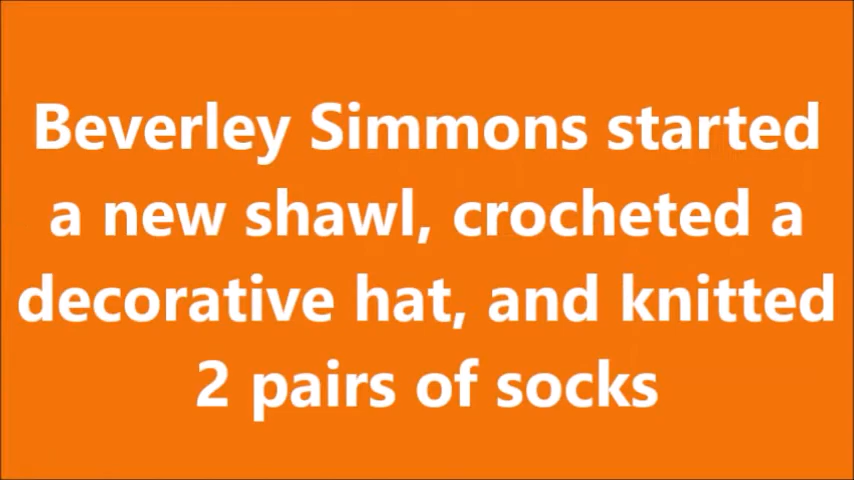 Beverley Simmons started
a new shawl, crocheted a
decorative hat, and knitted
2 pairs of socks